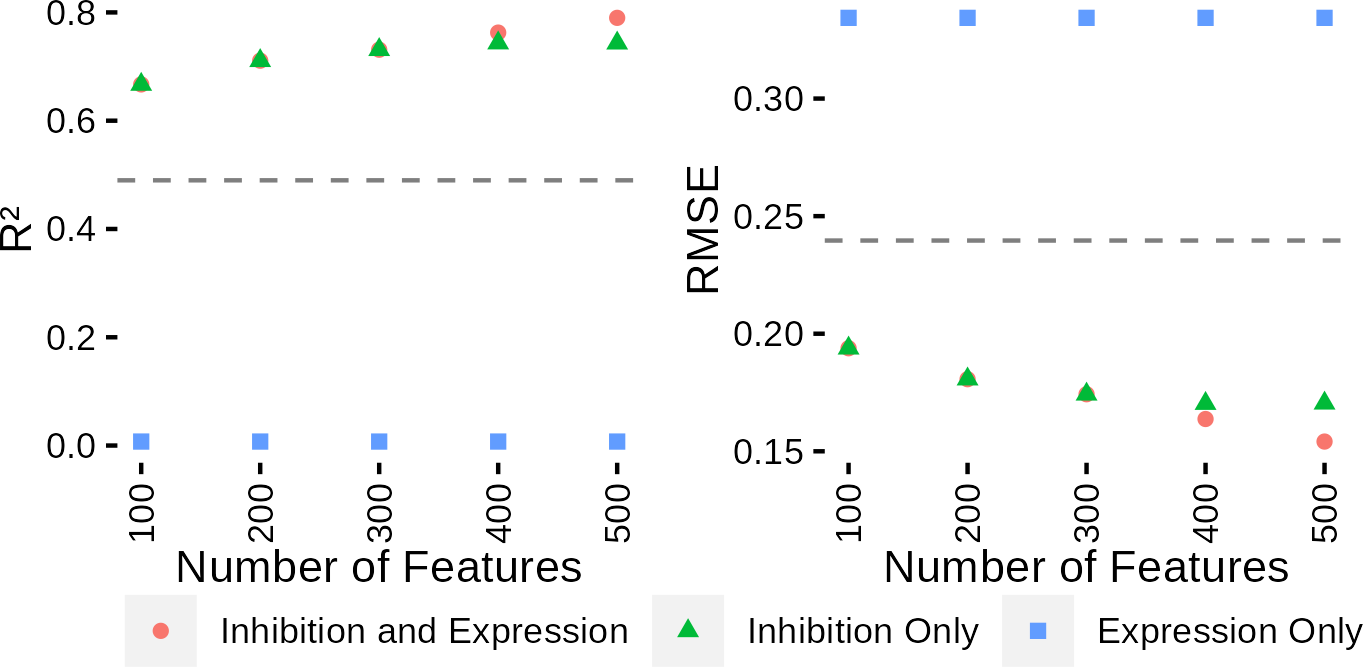 0.8
0.6
0.4
0.2
0.0
R²
100
200
300
400
500
Number of Features
0.30
0.25
0.20
0.15
RMSE
100
200
300
400
500
Number of Features
Inhibition and Expression
Inhibition Only
Expression Only